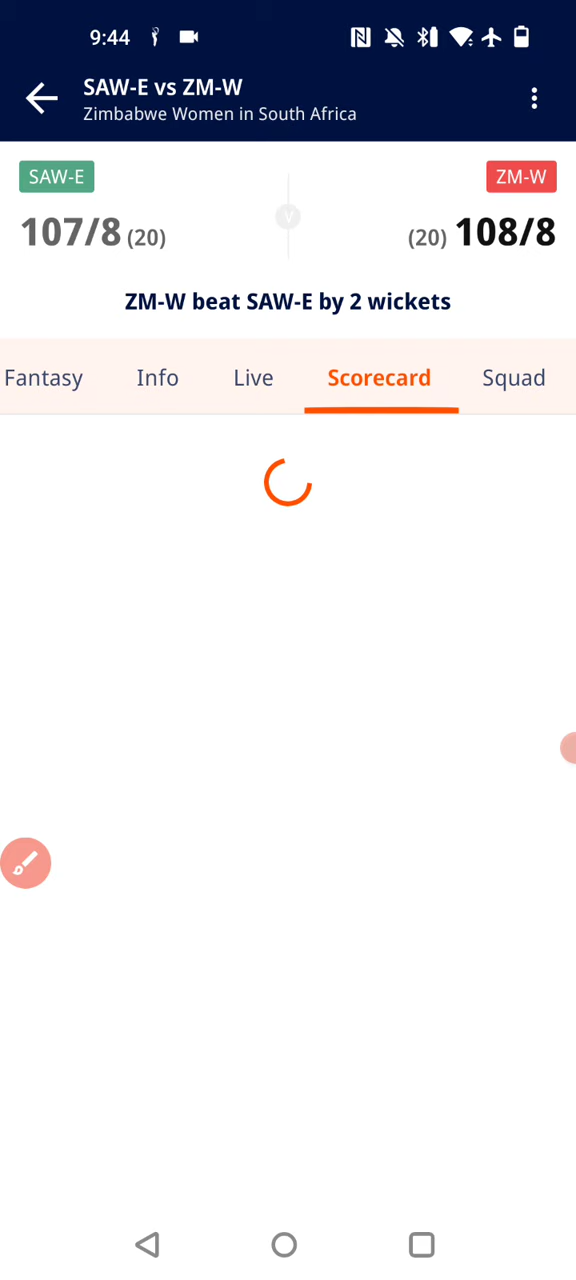 9:44
SAW-E vs ZM-W
Zimbabwe Women in South Africa
SAW-E
ZM-W
107/8 (20)
V
(20) 108/8
ZM-W beat SAW-E by 2 wickets
Fantasy Info Live Scorecard Squad